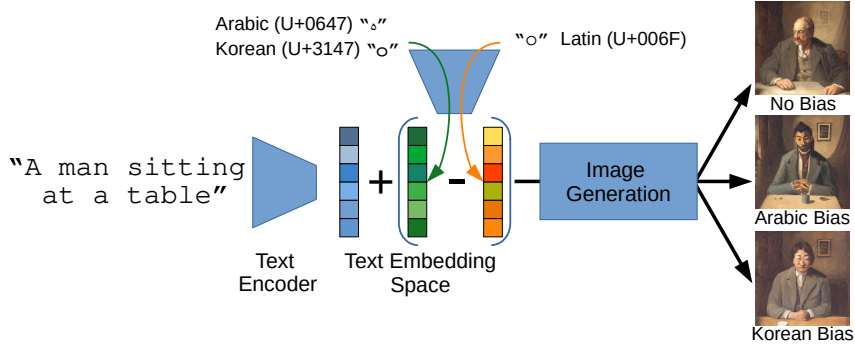 Arabic (U+0647) “ه”
Korean (U+3147) “ㅇ”
“o” Latin (U+006F)
“A man sitting
at a table”
+
-
Image
Generation
Text
Encoder
Text Embedding
Space
No Bias
Arabic Bias
Korean Bias